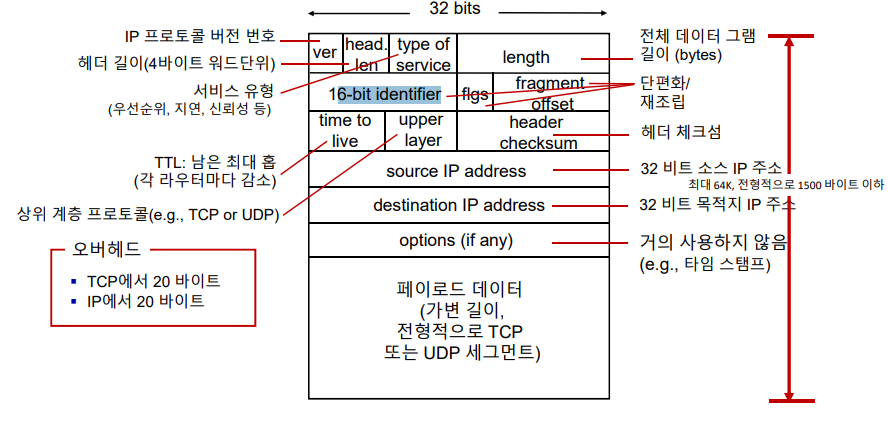 32 bits
IP 프로토콜 버전 번호
헤더 길이(4바이트 워드단위)
서비스 유형
(우선순위, 지연, 신뢰성 등)
TTL: 남은 최대 홉
(각 라우터마다 감소)
상위 계층 프로토콜(e.g., TCP or UDP)
오버헤드
TCP에서 20 바이트
IP에서 20 바이트
ver
head.
len
type of
service
length
16-bit identifier
flgs
fragment
offset
time to
live
upper
layer
header
checksum
source IP address
destination IP address
options (if any)
페이로드 데이터
(가변 길이,
전형적으로 TCP
또는 UDP 세그먼트)
전체 데이터 그램
길이 (bytes)
단편화/
재조립
헤더 체크섬
32 비트 소스 IP 주소
최대 64K, 전형적으로 1500 바이트 이하
32 비트 목적지 IP 주소
거의 사용하지 않음
(e.g., 타임 스탬프)